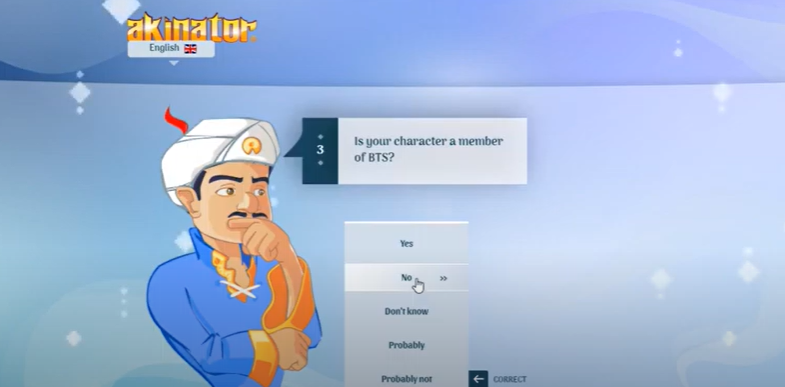 akinator
English
3
Is your character a member
of BTS?
Yes
No »
Don't know
Probably
Probably not
CORRECT